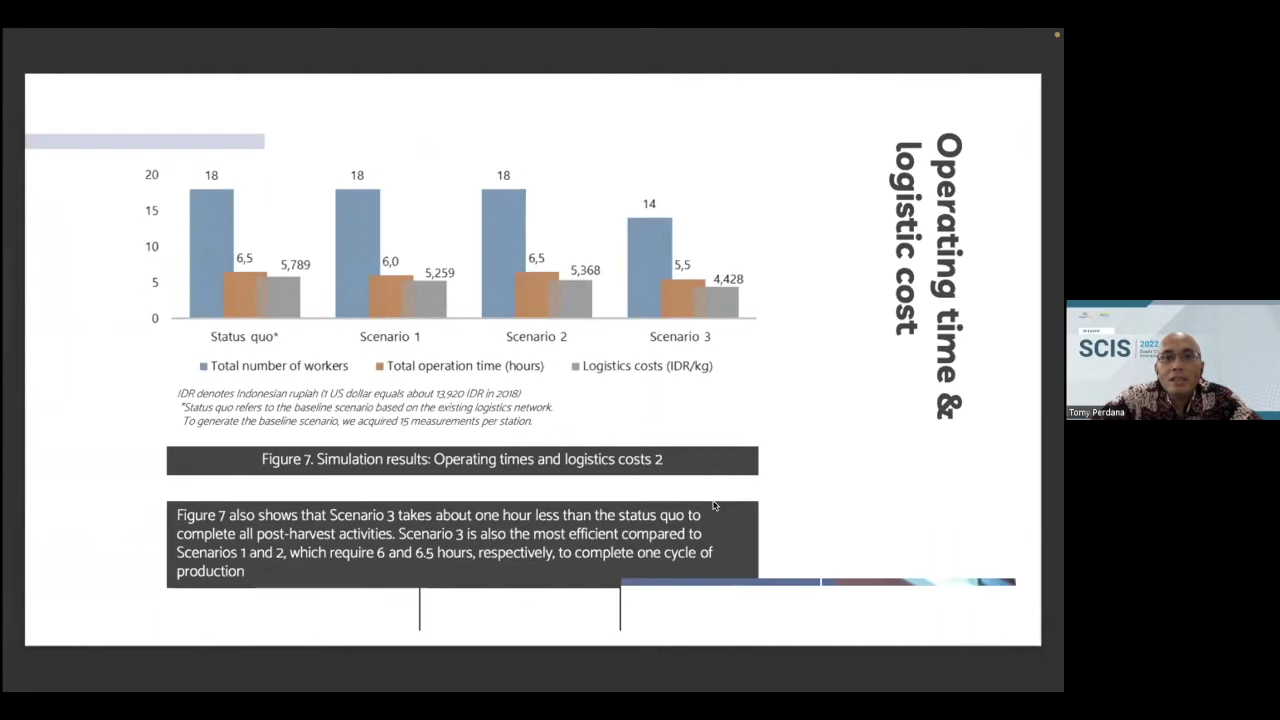 Operating time &
logistic cost
20
15
10
5
0
18
6,5
5,789
18
6,0
5,259
18
6,5
5,368
14
5,5
4,428
Status quo*
Scenario 1
Scenario 2
Scenario 3
Total number of workers
Total operation time (hours)
Logistics costs (IDR/kg)
IDR denotes Indonesian rupiah (1 US dollar equals about 13,920 IDR in 2018)
*Status quo refers to the baseline scenario based on the existing logistics network.
To generate the baseline scenario, we acquired 15 measurements per station.
Figure 7. Simulation results: Operating times and logistics costs 2
Figure 7 also shows that Scenario 3 takes about one hour less than the status quo to
complete all post-harvest activities. Scenario 3 is also the most efficient compared to
Scenarios 1 and 2, which require 6 and 6.5 hours, respectively, to complete one cycle of
production
SCIS
2022
Tomy Perdana